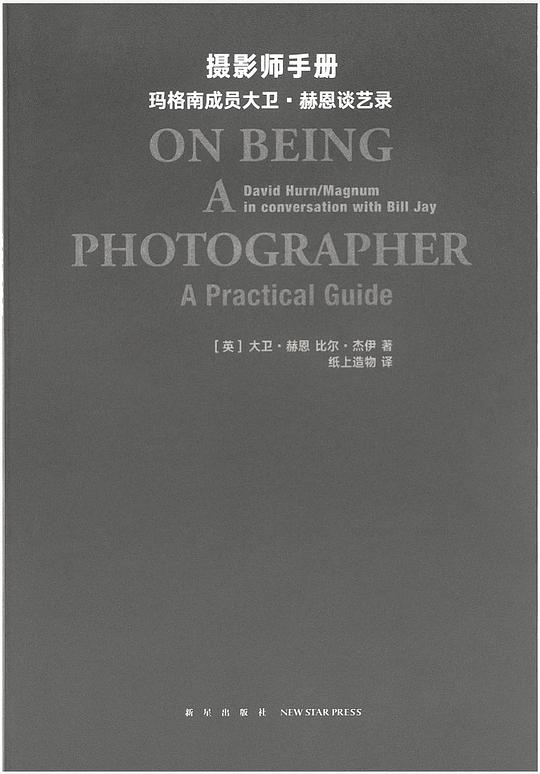 摄影师手册
玛格南成员大卫·赫恩谈艺录
ON BEING
A
David Hurn/Magnum
in conversation with Bill Jay
PHOTOGRAPHER
A Practical Guide
[英] 大卫·赫恩 比尔·杰伊 著
纸上造物 译
新星出版社 NEW STAR PRESS